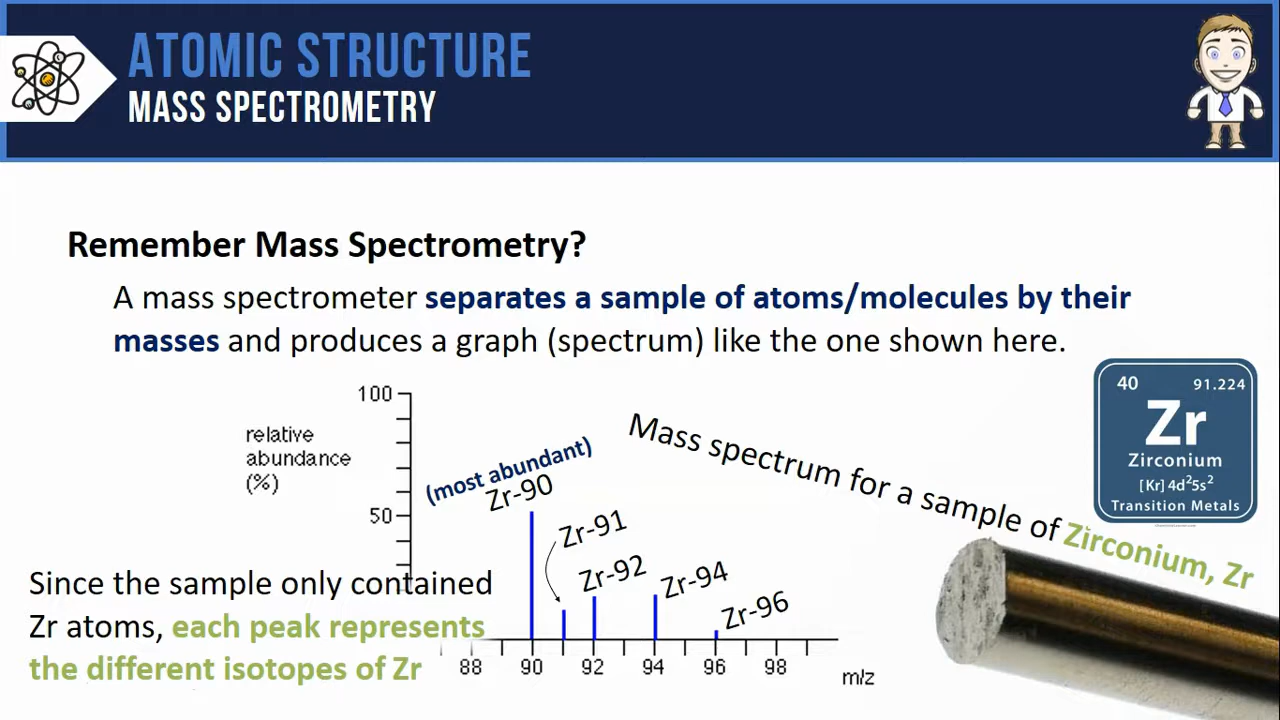 ATOMIC STRUCTURE
MASS SPECTROMETRY
Remember Mass Spectrometry?
A mass spectrometer separates a sample of atoms/molecules by their
masses and produces a graph (spectrum) like the one shown here.
100
relative
abundance
(%)
50
(most abundant)
Zr-90
Zr-91
Zr-92
Zr-94
Zr-96
88 90 92 94 96 98
m/z
Mass spectrum for a sample of Zirconium, Zr
40 91.224
Zr
Zirconium
[Kr] 4d²5s²
Transition Metals
Since the sample only contained
Zr atoms, each peak represents
the different isotopes of Zr